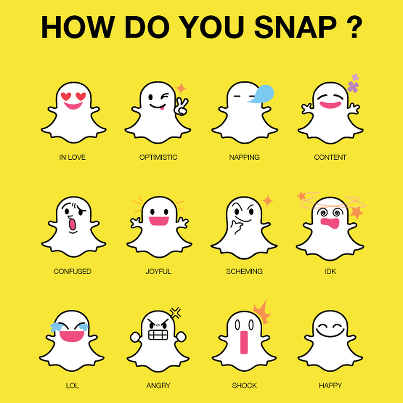 HOW DO YOU SNAP ?
IN LOVE
OPTIMISTIC
NAPPING
CONTENT
CONFUSED
JOYFUL
SCHEMING
IDK
LOL
ANGRY
SHOCK
HAPPY